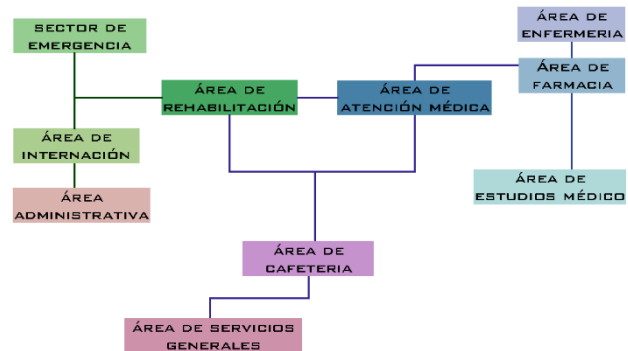 SECTOR DE
EMERGENCIA
ÁREA DE
ENFERMERIA
ÁREA DE
FARMACIA
ÁREA DE
REHABILITACIÓN
ÁREA DE
ATENCIÓN MÉDICA
ÁREA DE
INTERNACIÓN
ÁREA
ADMINISTRATIVA
ÁREA DE
ESTUDIOS MÉDICO
ÁREA DE
CAFETERIA
ÁREA DE SERVICIOS
GENERALES